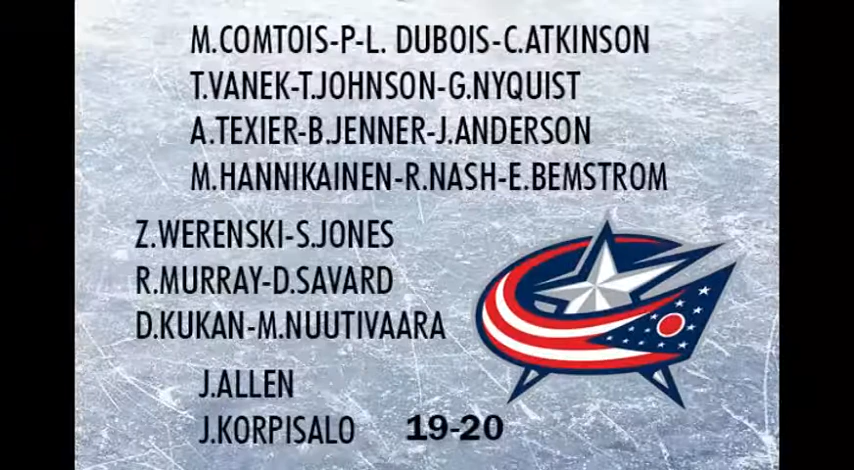 M.COMTOIS-P-L. DUBOIS-C.ATKINSON
T.VANEK-T.JOHNSON-G.NYQUIST
A.TEXIER-B.JENNER-J.ANDERSON
M.HANNIKAINEN-R.NASH-E.BEMSTROM
Z.WERENSKI-S.JONES
R.MURRAY-D.SAVARD
D.KUKAN-M.NUUTIVAARA
J.ALLEN
J.KORPISALO
19-20